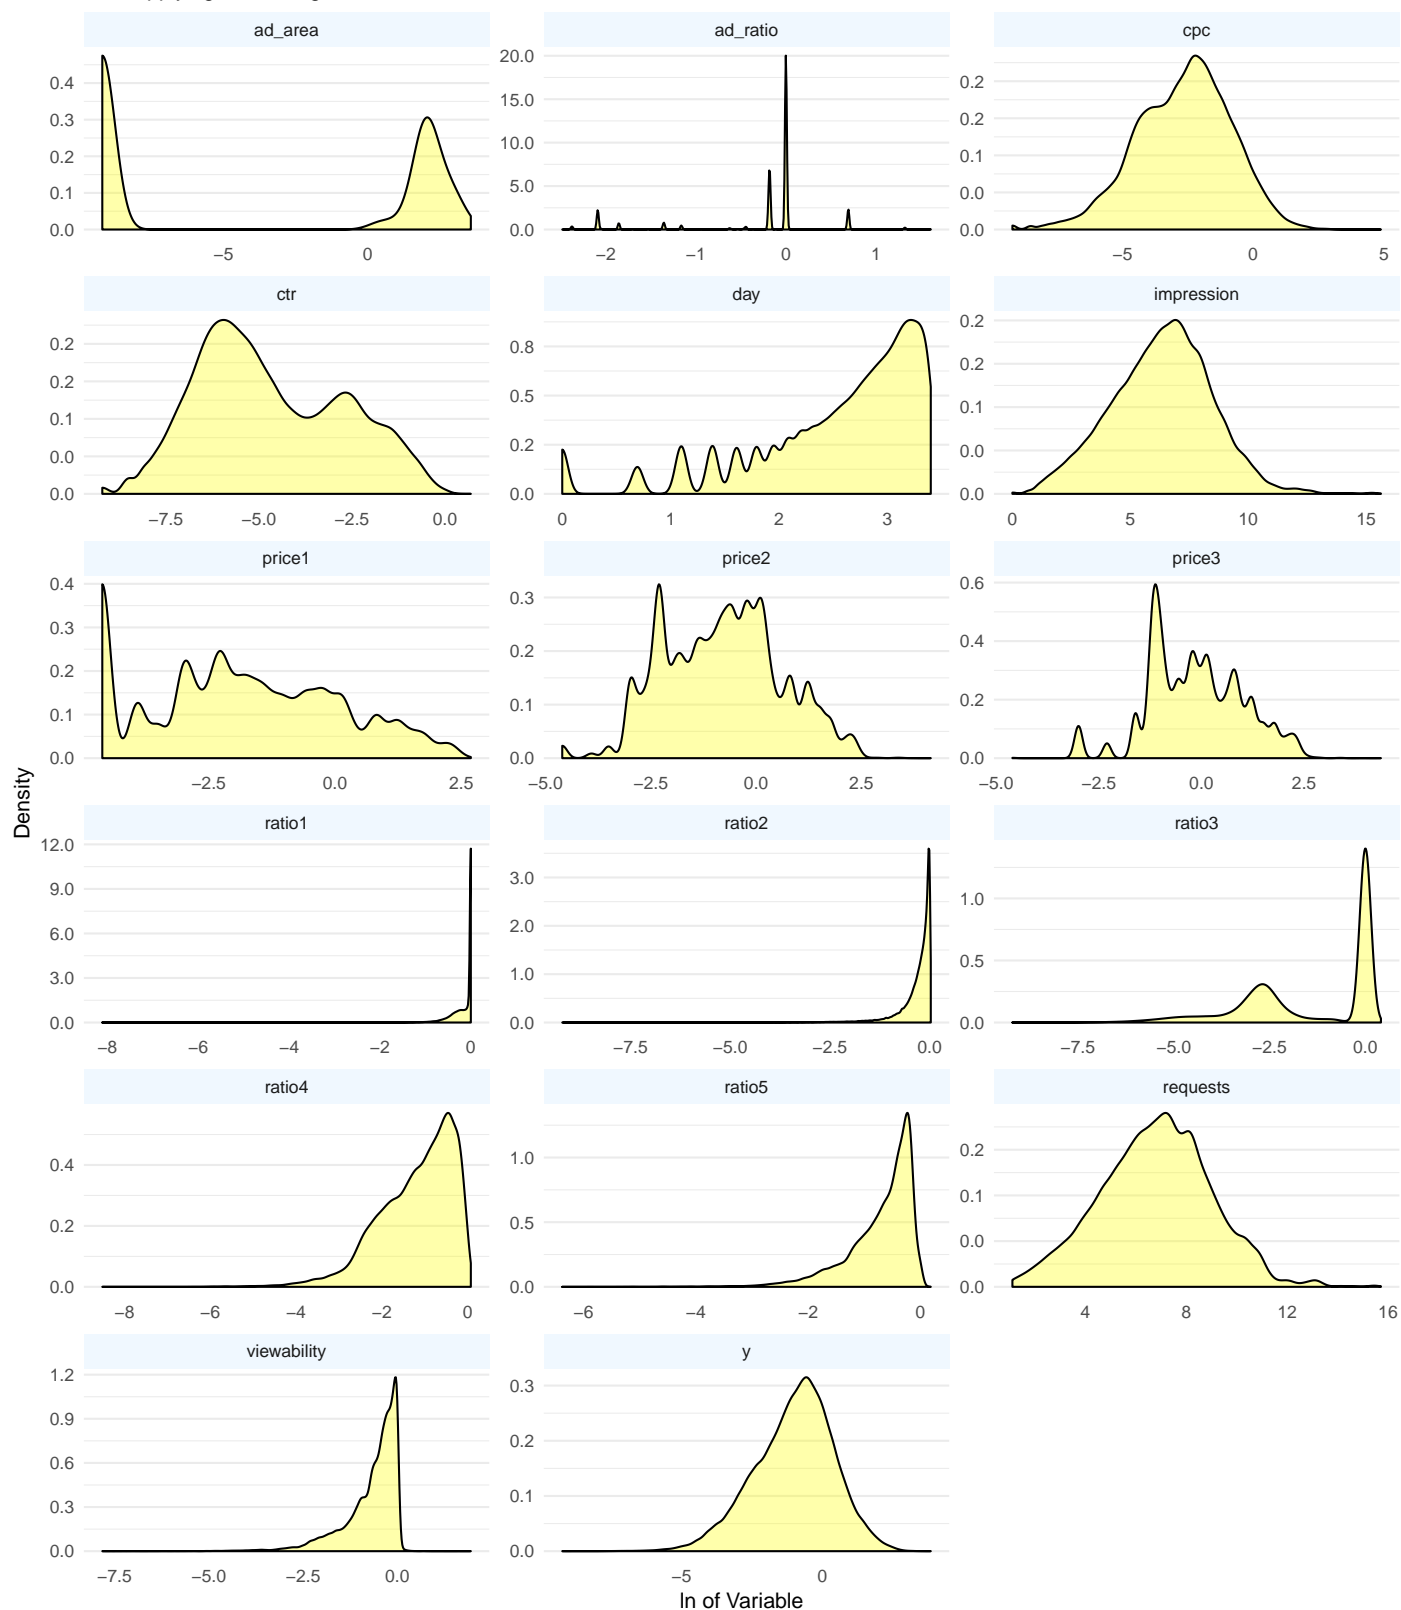 ad_area ad_ratio cpc
0.4 0.3 0.2 0.1 0.0
20.0 15.0 10.0 5.0 0.0
0.2 0.2 0.1 0.0 0.0
−5 0
−2 −1 0 1
−5 0 5
ctr day impression
0.2 0.2 0.1 0.0 0.0
0.8 0.5 0.2 0.0
0.2 0.2 0.1 0.0 0.0
−7.5 −5.0 −2.5 0.0
0 1 2 3
0 5 10 15
price1 price2 price3
0.4 0.3 0.2 0.1 0.0
0.3 0.2 0.1 0.0
0.6 0.4 0.2 0.0
−2.5 0.0 2.5
−5.0 −2.5 0.0 2.5
−5.0 −2.5 0.0 2.5
Density
ratio1 ratio2 ratio3
12.0 9.0 6.0 3.0 0.0
3.0 2.0 1.0 0.0
1.0 0.5 0.0
−8 −6 −4 −2 0
−7.5 −5.0 −2.5 0.0
−7.5 −5.0 −2.5 0.0
ratio4 ratio5 requests
0.4 0.2 0.0
1.0 0.5 0.0
0.2 0.1 0.0 0.0
−8 −6 −4 −2 0
−6 −4 −2 0
4 8 12 16
viewability y
1.2 0.9 0.6 0.3 0.0
0.3 0.2 0.1 0.0
−7.5 −5.0 −2.5 0.0
−5 0
ln of Variable